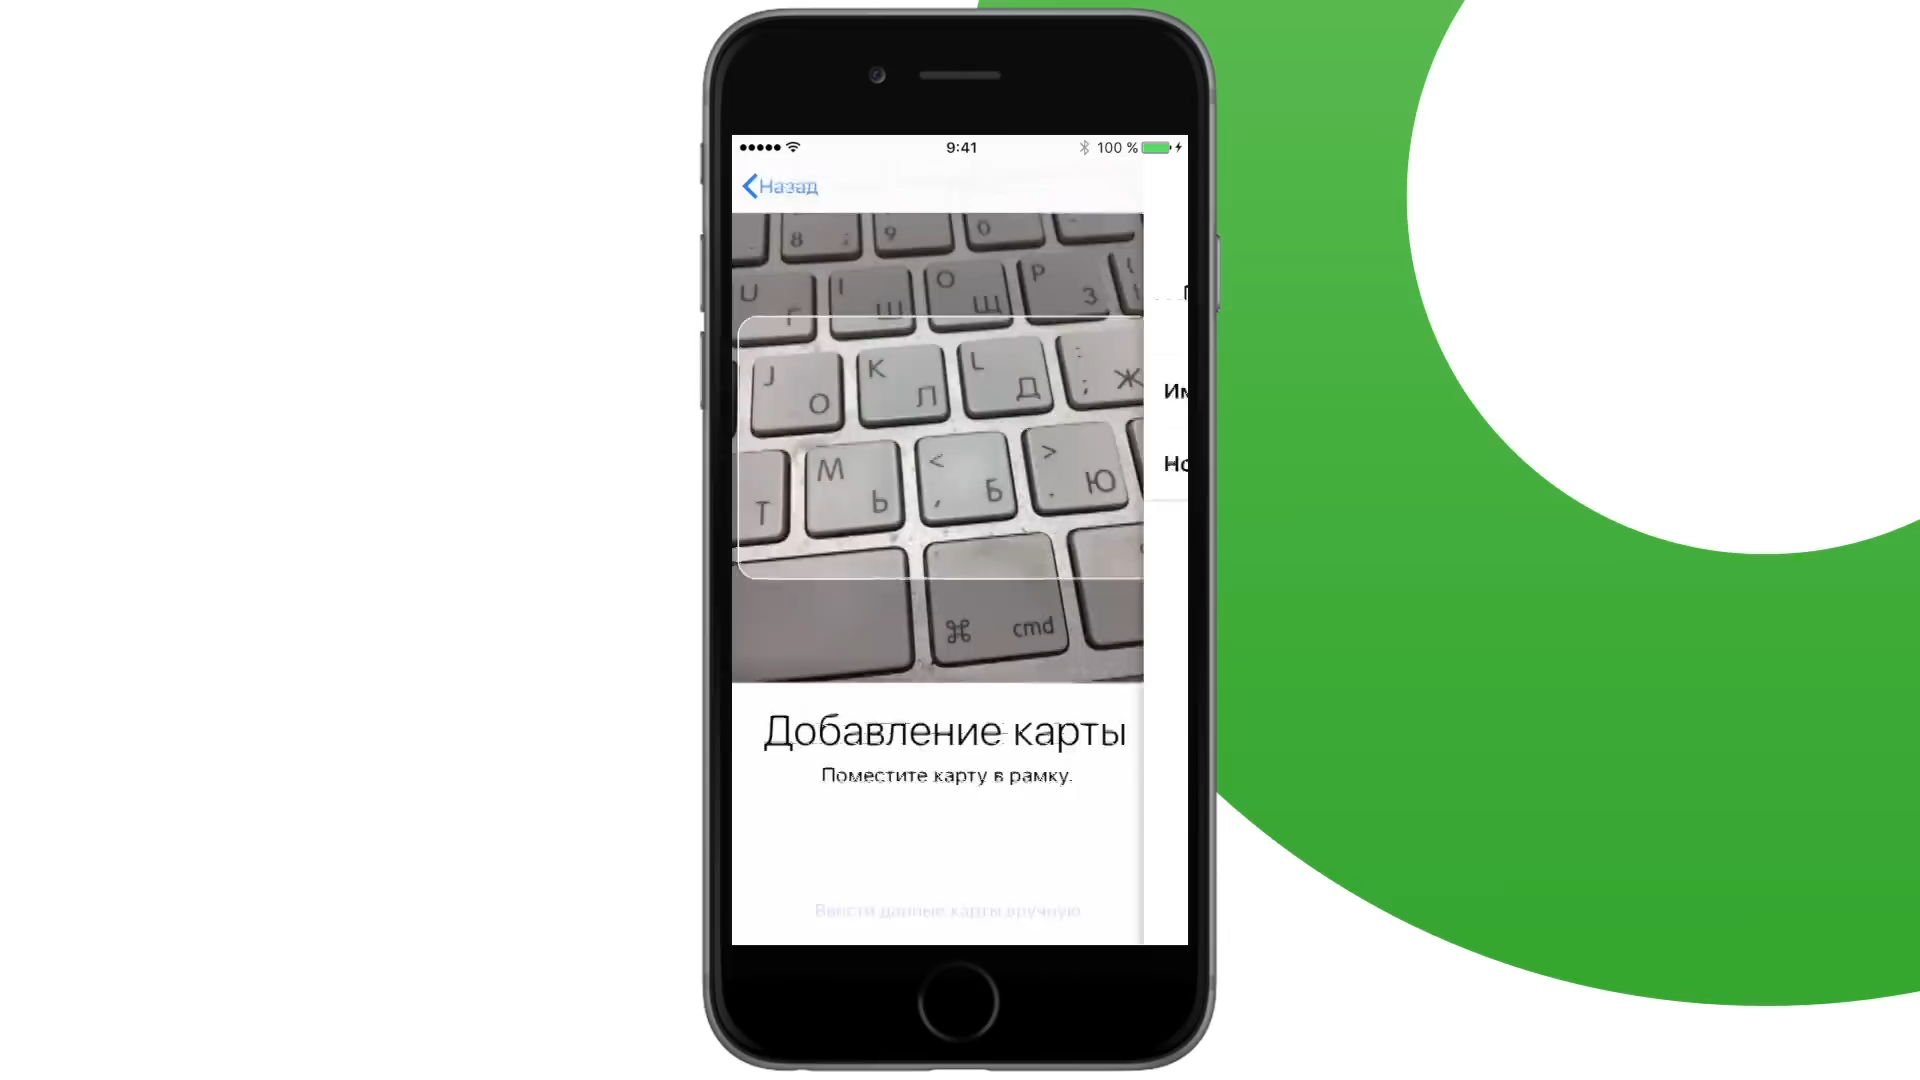 9:41
100 %
Назад
8 ; 9 0
U Г I Ш O Щ P З
J О K Л L Д : ; Ж
Т M Ь < , Б > . Ю
⌘ cmd
Добавление карты
Поместите карту в рамку.
Ввести данные карты вручную